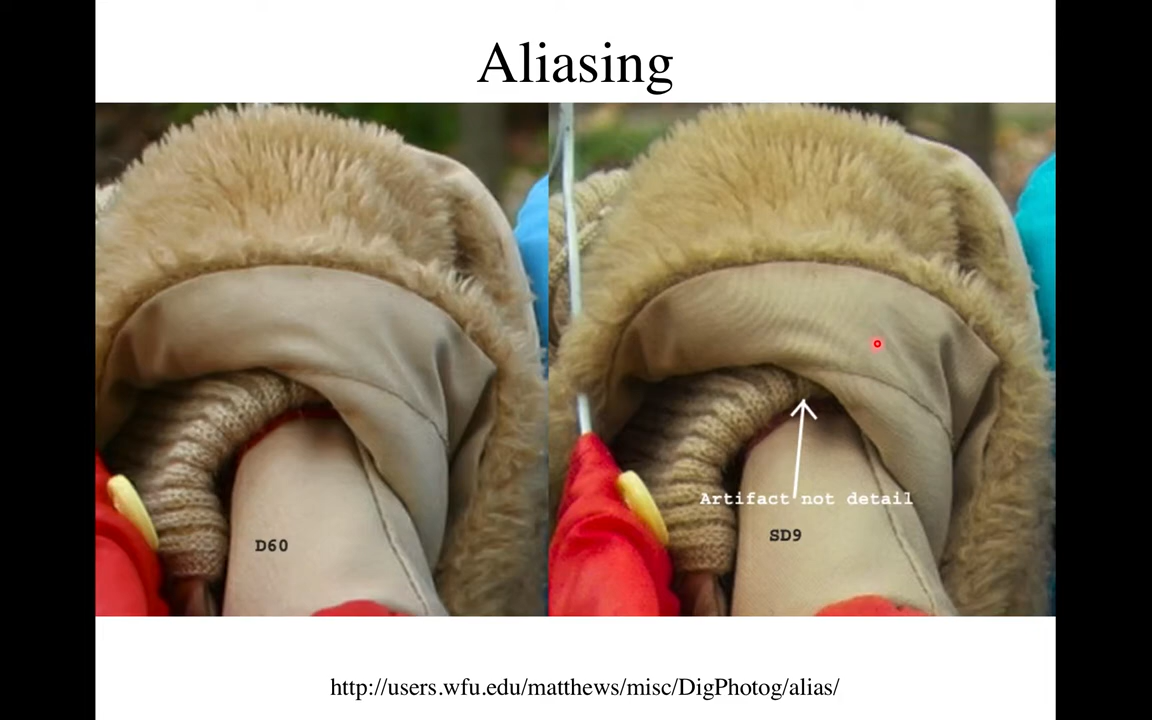 Aliasing
Artifact not detail
SD9
D60
http://users.wfu.edu/matthews/misc/DigPhotog/alias/